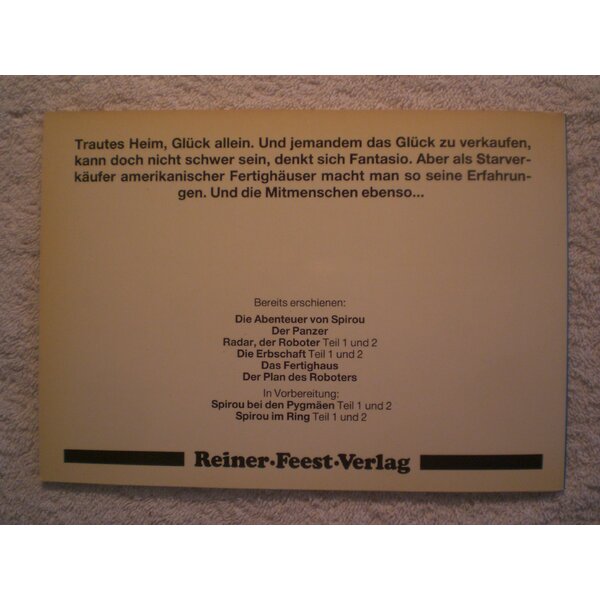 Trautes Heim, Glück allein. Und jemandem das Glück zu verkaufen,
kann doch nicht schwer sein, denkt sich Fantasio. Aber als Starver-
käufer amerikanischer Fertighäuser macht man so seine Erfahrun-
gen. Und die Mitmenschen ebenso...
Bereits erschienen:
Die Abenteuer von Spirou
Der Panzer
Radar, der Roboter Teil 1 und 2
Die Erbschaft Teil 1 und 2
Das Fertighaus
Der Plan des Roboters
In Vorbereitung:
Spirou bei den Pygmäen Teil 1 und 2
Spirou im Ring Teil 1 und 2
Reiner·Feest·Verlag